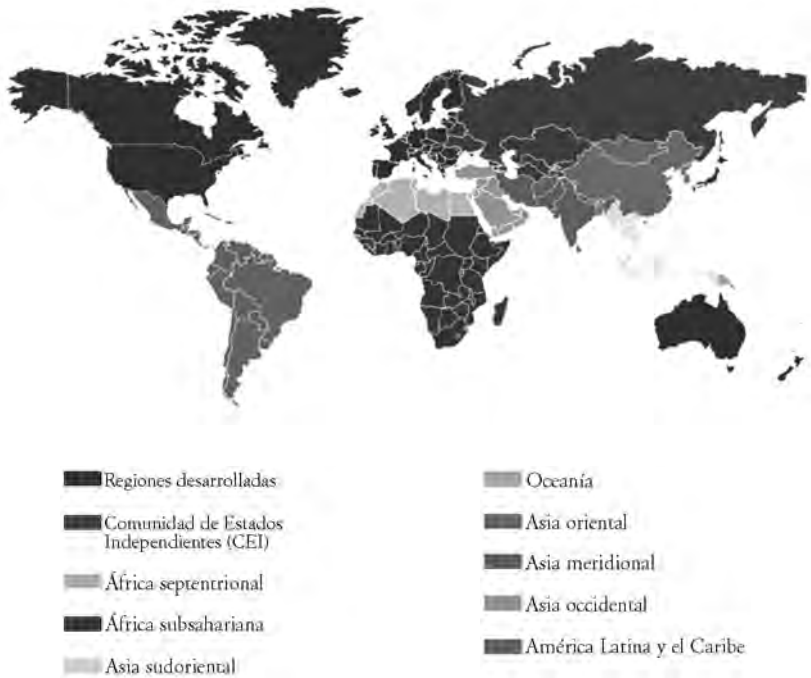 Regiones desarrolladas
Comunidad de Estados
Independientes (CEI)
África septentrional
África subsahariana
Asia sudoriental
Oceanía
Asia oriental
Asia meridional
Asia occidental
América Latina y el Caribe